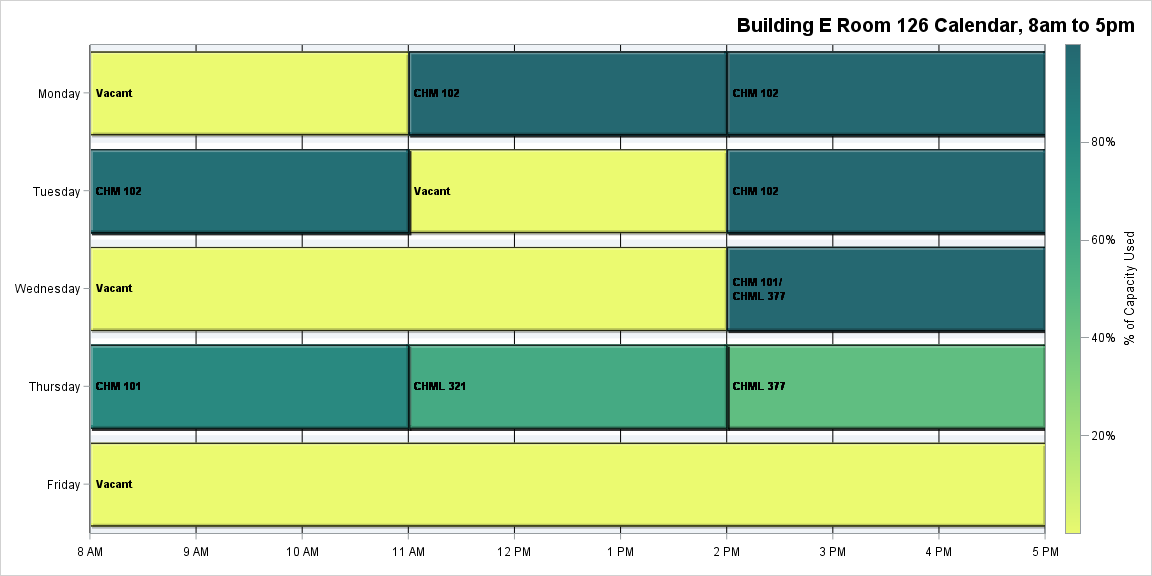 Building E Room 126 Calendar, 8am to 5pm
Monday
Vacant
CHM 102
CHM 102
Tuesday
CHM 102
Vacant
CHM 102
Wednesday
Vacant
CHM 101/
CHML 377
Thursday
CHM 101
CHML 321
CHML 377
Friday
Vacant
8 AM
9 AM
10 AM
11 AM
12 PM
1 PM
2 PM
3 PM
4 PM
5 PM
80%
60%
40%
20%
% of Capacity Used